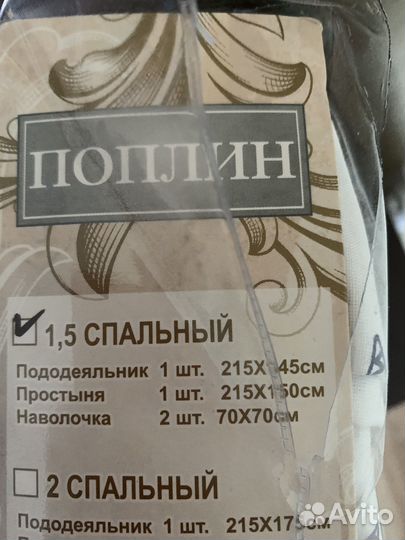 ПОПЛИН
1,5 СПАЛЬНЫЙ
Пододеяльник 1 шт. 215Х145см
Простыня 1 шт. 215Х150см
Наволочка 2 шт. 70Х70см
В
2 СПАЛЬНЫЙ
Пододеяльник 1 шт. 215Х175см
Avito